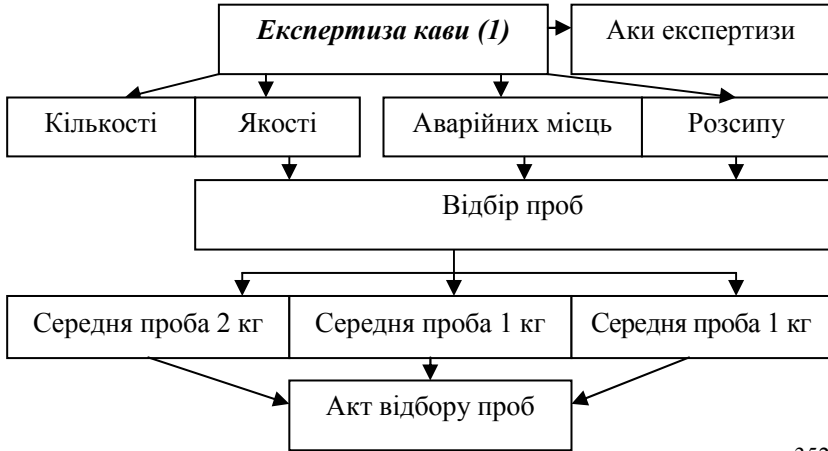 Експертиза кави (1)
Аки експертизи
Кількості
Якості
Аварійних місць
Розсипу
Відбір проб
Середня проба 2 кг
Середня проба 1 кг
Середня проба 1 кг
Акт відбору проб